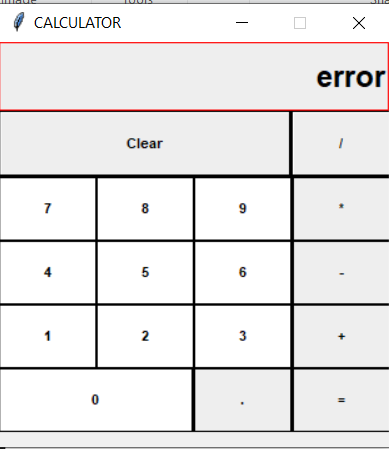 CALCULATOR
error
Clear /
7 8 9 *
4 5 6 -
1 2 3 +
0 . =